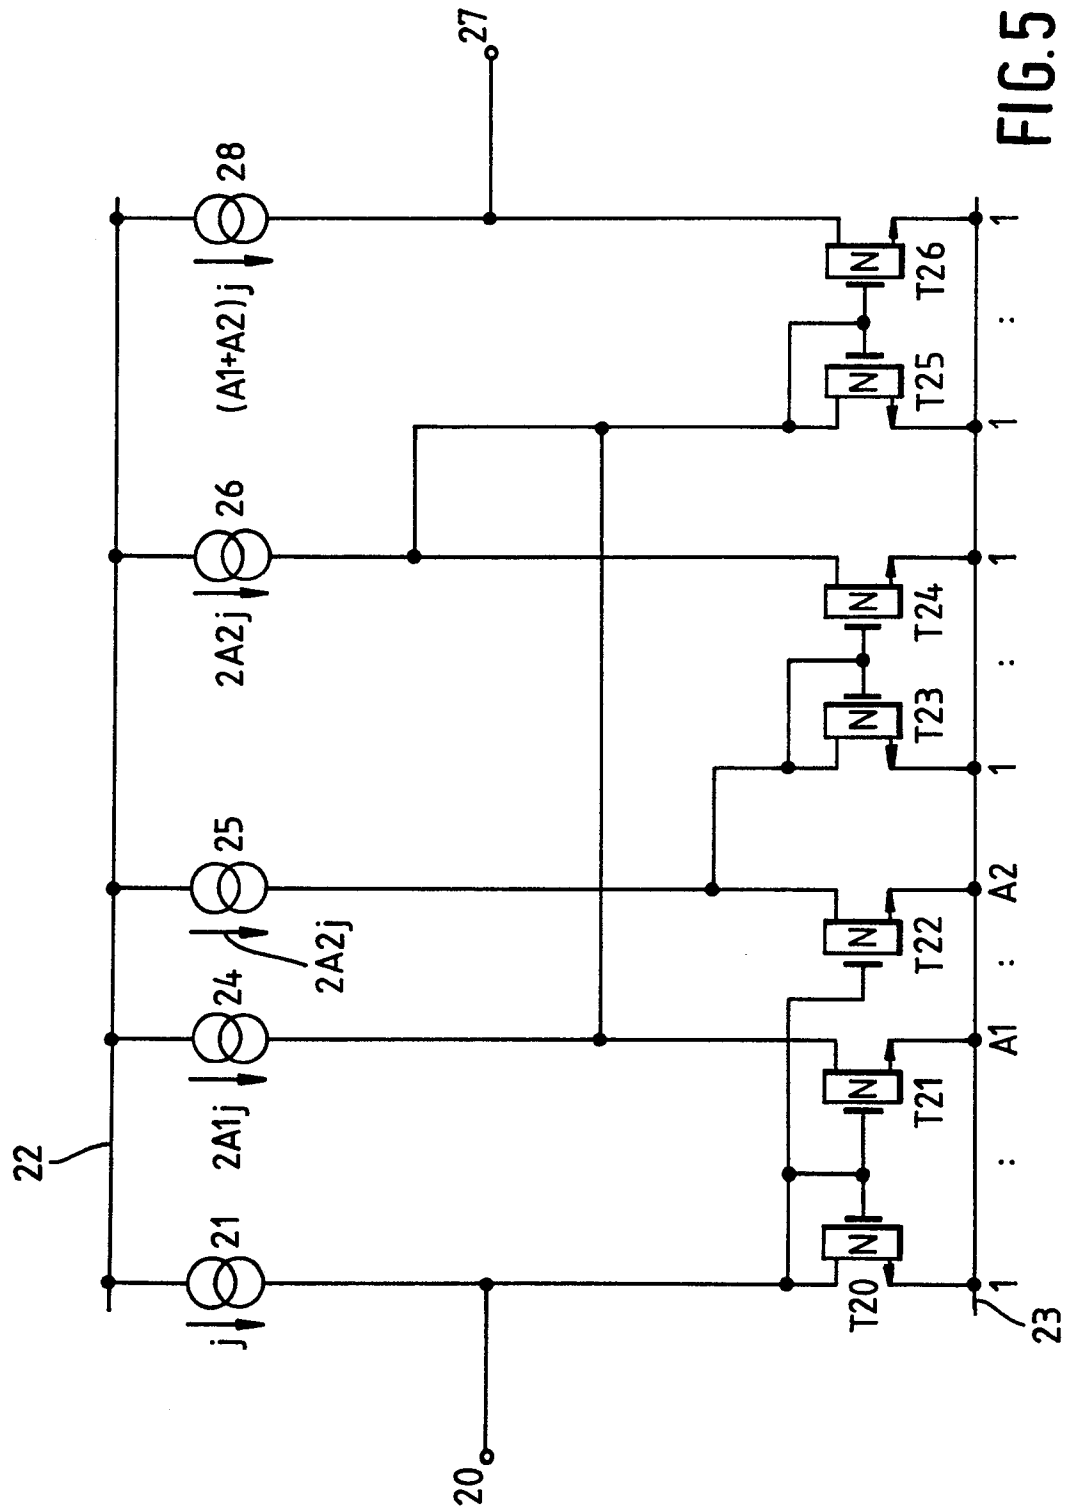 22
21 24 25 26 28
j 2A1j 2A2j 2A2j (A1+A2)j
20 27
N N N N N N N
T20 T21 T22 T23 T24 T25 T26
1 : A1 : A2 1 : 1 1 : 1
23
FIG.5